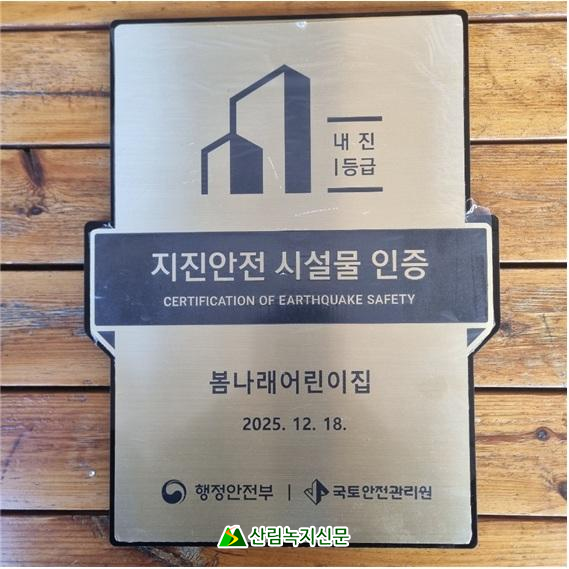 내 진
I등급
지진안전 시설물 인증
CERTIFICATION OF EARTHQUAKE SAFETY
봄나래어린이집
2025. 12. 18.
행정안전부 | 국토안전관리원
산림녹지신문